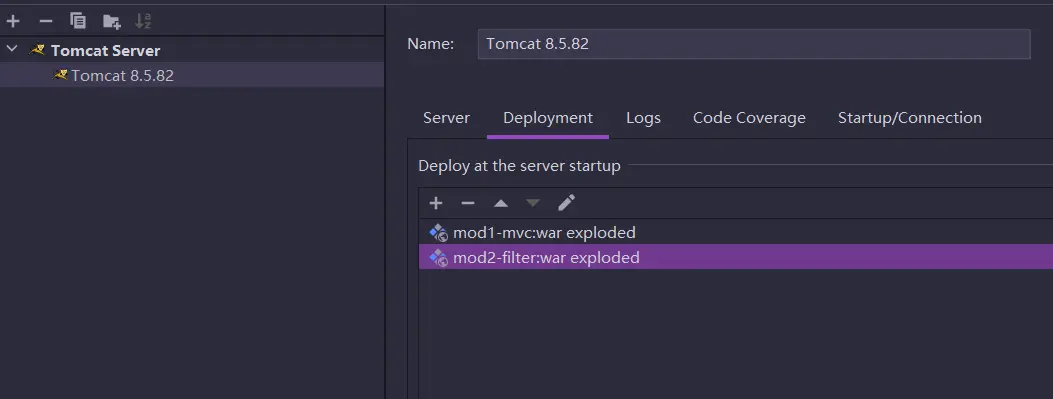 Tomcat Server
Tomcat 8.5.82
Name: Tomcat 8.5.82
Server Deployment Logs Code Coverage Startup/Connection
Deploy at the server startup
mod1-mvc:war exploded
mod2-filter:war exploded